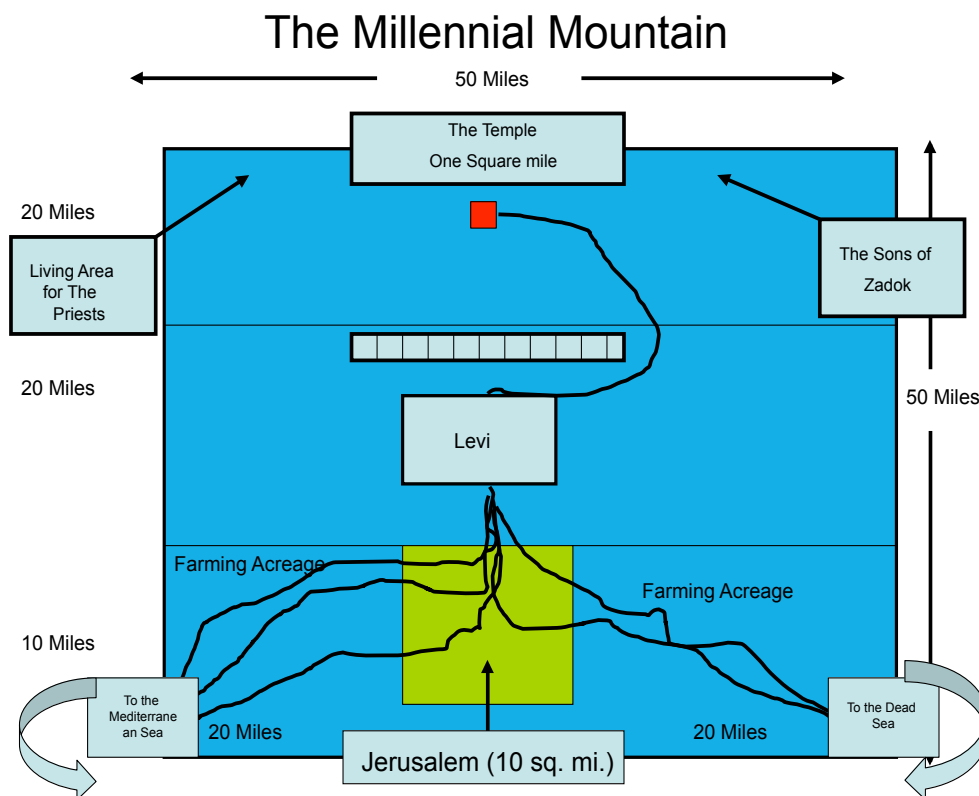 The Millennial Mountain
50 Miles
The Temple
One Square mile
20 Miles
Living Area
for The
Priests
The Sons of
Zadok
20 Miles
50 Miles
Levi
Farming Acreage
Farming Acreage
10 Miles
To the
Mediterrane
an Sea
20 Miles
20 Miles
To the Dead
Sea
Jerusalem (10 sq. mi.)